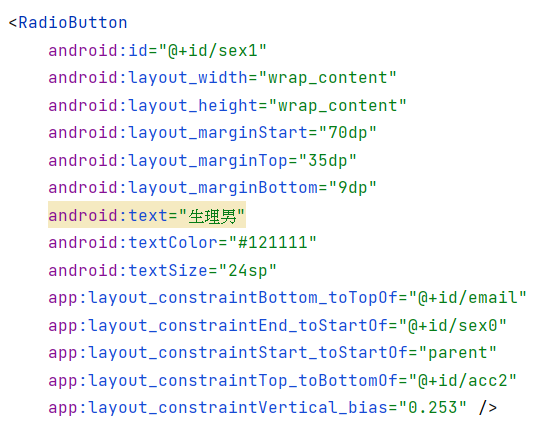 <RadioButton
android:id="@+id/sex1"
android:layout_width="wrap_content"
android:layout_height="wrap_content"
android:layout_marginStart="70dp"
android:layout_marginTop="35dp"
android:layout_marginBottom="9dp"
android:text="生理男"
android:textColor="#121111"
android:textSize="24sp"
app:layout_constraintBottom_toTopOf="@+id/email"
app:layout_constraintEnd_toStartOf="@+id/sex0"
app:layout_constraintStart_toStartOf="parent"
app:layout_constraintTop_toBottomOf="@+id/acc2"
app:layout_constraintVertical_bias="0.253" />